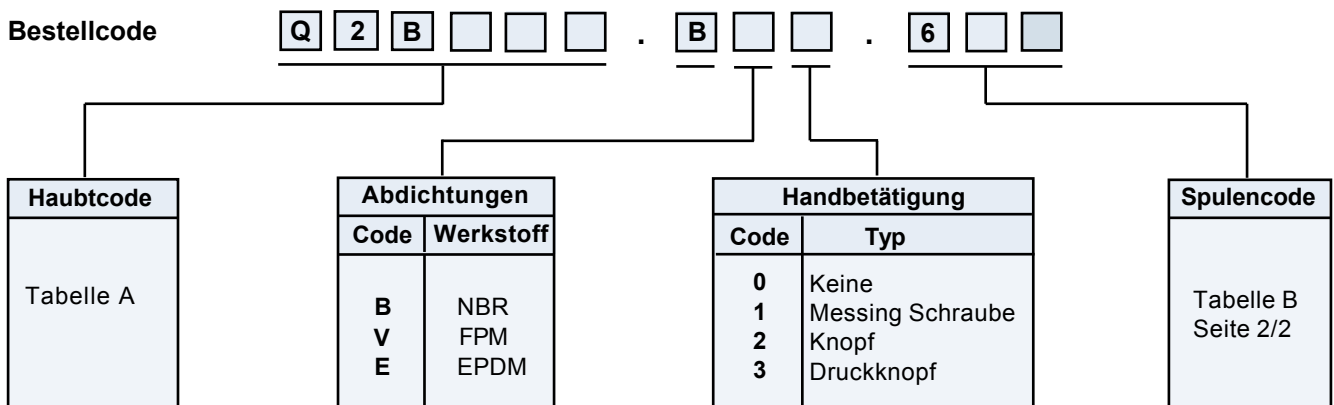 Bestellcode Q 2 B . B . 6
Haubtcode
Tabelle A
Abdichtungen
Code Werkstoff
B NBR
V FPM
E EPDM
Handbetätigung
Code Typ
0 Keine
1 Messing Schraube
2 Knopf
3 Druckknopf
Spulencode
Tabelle B
Seite 2/2